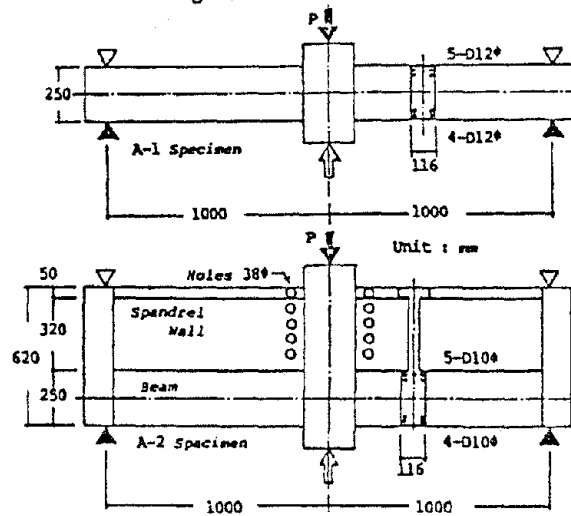 P
5-D12ϕ
250
A-1 Specimen
4-D12ϕ
116
1000
1000
P
Unit : mm
50
Holes 38ϕ
Spandrel
Wall
320
620
5-D10ϕ
Beam
250
A-2 Specimen
4-D10ϕ
116
1000
1000